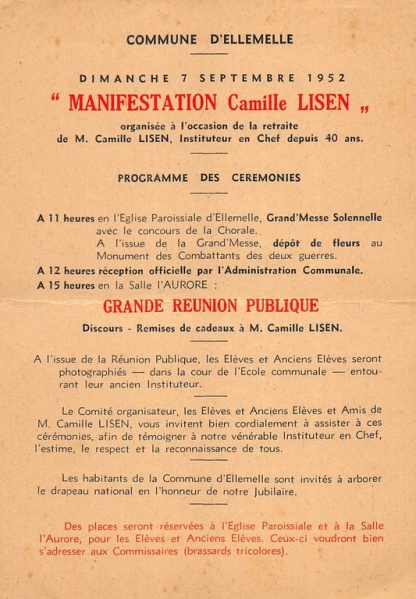 COMMUNE D'ELLEMELLE
DIMANCHE 7 SEPTEMBRE 1952
“ MANIFESTATION Camille LISEN „
organisée à l'occasion de la retraite
de M. Camille LISEN, Instituteur en Chef depuis 40 ans.
PROGRAMME DES CEREMONIES
A 11 heures en l'Eglise Paroissiale d'Ellemelle, Grand'Messe Solennelle
avec le concours de la Chorale.
A l'issue de la Grand'Messe, dépôt de fleurs au
Monument des Combattants des deux guerres.
A 12 heures réception officielle par l'Administration Communale.
A 15 heures en la Salle l'AURORE :
GRANDE REUNION PUBLIQUE
Discours - Remises de cadeaux à M. Camille LISEN.
A l'issue de la Réunion Publique, les Elèves et Anciens Elèves seront
photographiés — dans la cour de l'Ecole communale — entou-
rant leur ancien Instituteur.
Le Comité organisateur, les Elèves et Anciens Elèves et Amis de
M. Camille LISEN, vous invitent bien cordialement à assister à ces
cérémonies, afin de témoigner à notre vénérable Instituteur en Chef,
l'estime, le respect et la reconnaissance de tous.
Les habitants de la Commune d'Ellemelle sont invités à arborer
le drapeau national en l'honneur de notre Jubilaire.
Des places seront réservées à l'Eglise Paroissiale et à la Salle
l'Aurore, pour les Elèves et Anciens Elèves. Ceux-ci voudront bien
s'adresser aux Commissaires (brassards tricolores).